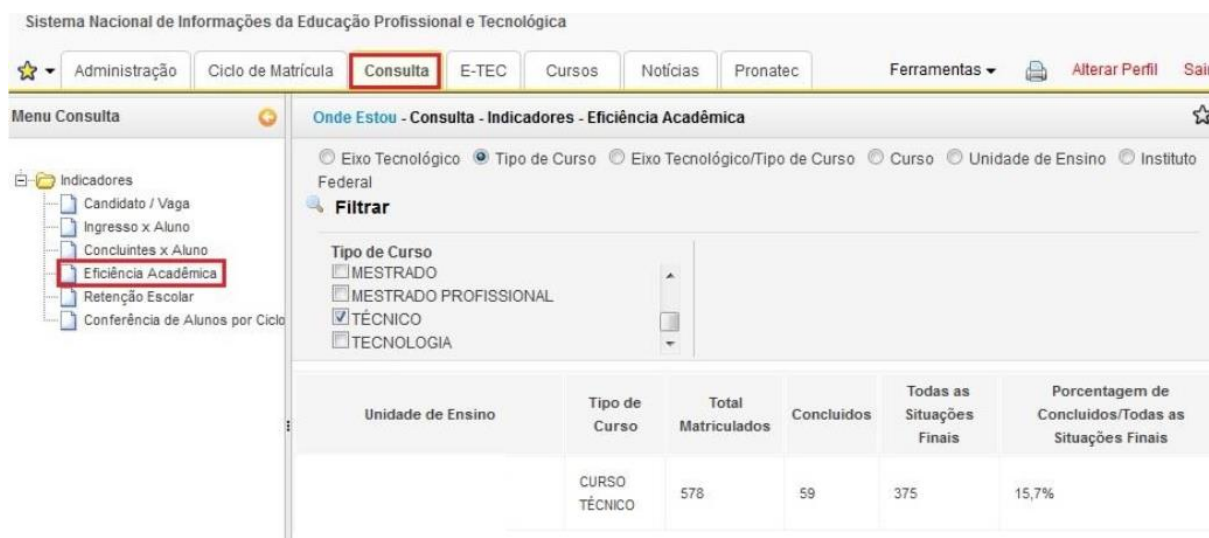 Sistema Nacional de Informações da Educação Profissional e Tecnológica
Administração Ciclo de Matrícula Consulta E-TEC Cursos Notícias Pronatec Ferramentas Alterar Perfil Sair
Menu Consulta
Indicadores
Candidato / Vaga
Ingresso x Aluno
Concluintes x Aluno
Eficiência Acadêmica
Retenção Escolar
Conferência de Alunos por Ciclo
Onde Estou - Consulta - Indicadores - Eficiência Acadêmica
Eixo Tecnológico Tipo de Curso Eixo Tecnológico/Tipo de Curso Curso Unidade de Ensino Instituto
Federal
Filtrar
Tipo de Curso
MESTRADO
MESTRADO PROFISSIONAL
TÉCNICO
TECNOLOGIA
Unidade de Ensino
Tipo de
Curso
Total
Matriculados
Concluidos
Todas as
Situações
Finais
Porcentagem de
Concluidos/Todas as
Situações Finais
CURSO
TÉCNICO
578
59
375
15,7%